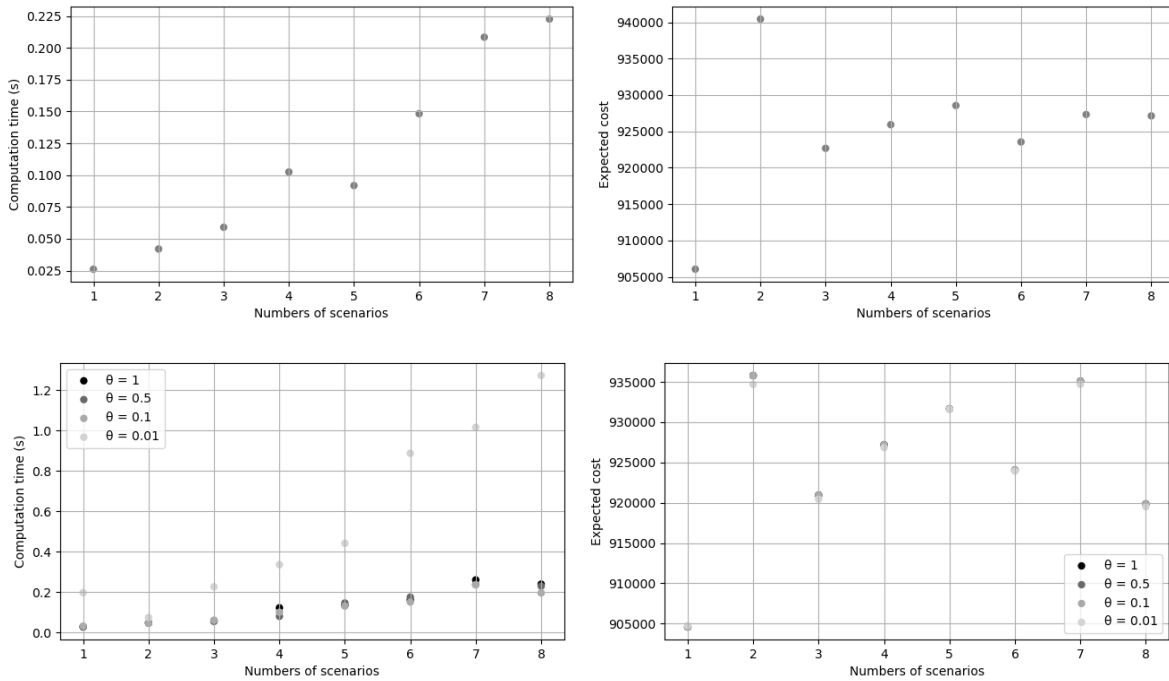 0.225
0.200
0.175
0.150
0.125
0.100
0.075
0.050
0.025
Computation time (s)
1 2 3 4 5 6 7 8
Numbers of scenarios
940000
935000
930000
925000
920000
915000
910000
905000
Expected cost
1 2 3 4 5 6 7 8
Numbers of scenarios
1.2
1.0
0.8
0.6
0.4
0.2
0.0
Computation time (s)
θ = 1
θ = 0.5
θ = 0.1
θ = 0.01
1 2 3 4 5 6 7 8
Numbers of scenarios
935000
930000
925000
920000
915000
910000
905000
Expected cost
θ = 1
θ = 0.5
θ = 0.1
θ = 0.01
1 2 3 4 5 6 7 8
Numbers of scenarios